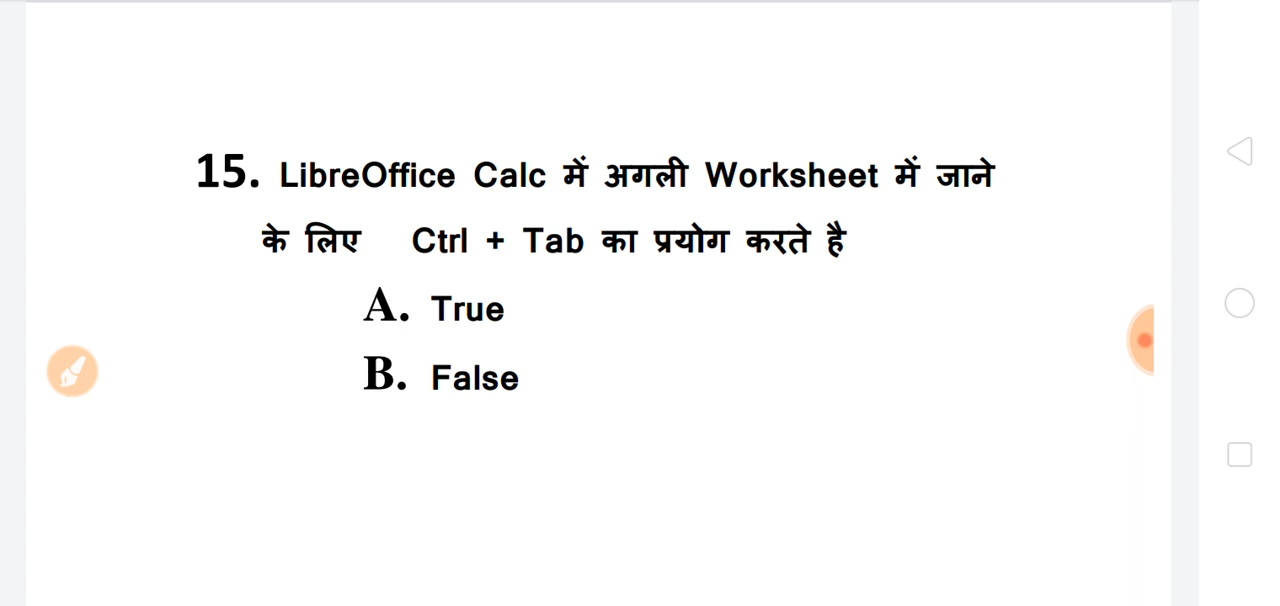 15. LibreOffice Calc में अगली Worksheet में जाने
के लिए Ctrl + Tab का प्रयोग करते है
A. True
B. False